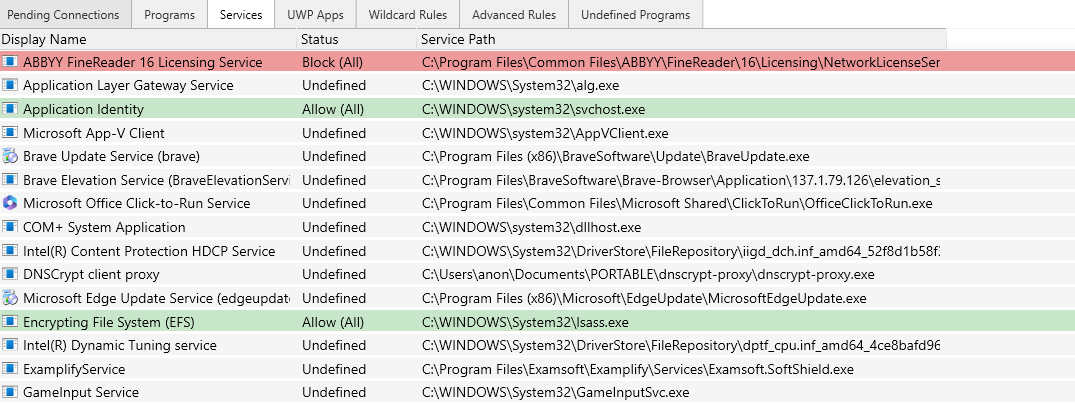 Pending Connections Programs Services UWP Apps Wildcard Rules Advanced Rules Undefined Programs
Display Name Status Service Path
ABBYY FineReader 16 Licensing Service Block (All) C:\Program Files\Common Files\ABBYY\FineReader\16\Licensing\NetworkLicenseSer
Application Layer Gateway Service Undefined C:\WINDOWS\System32\alg.exe
Application Identity Allow (All) C:\WINDOWS\system32\svchost.exe
Microsoft App-V Client Undefined C:\WINDOWS\system32\AppVClient.exe
Brave Update Service (brave) Undefined C:\Program Files (x86)\BraveSoftware\Update\BraveUpdate.exe
Brave Elevation Service (BraveElevationServi Undefined C:\Program Files\BraveSoftware\Brave-Browser\Application\137.1.79.126\elevation_s
Microsoft Office Click-to-Run Service Undefined C:\Program Files\Common Files\Microsoft Shared\ClickToRun\OfficeClickToRun.exe
COM+ System Application Undefined C:\WINDOWS\system32\dllhost.exe
Intel(R) Content Protection HDCP Service Undefined C:\WINDOWS\System32\DriverStore\FileRepository\iigd_dch.inf_amd64_52f8d1b58f3
DNSCrypt client proxy Undefined C:\Users\anon\Documents\PORTABLE\dnscrypt-proxy\dnscrypt-proxy.exe
Microsoft Edge Update Service (edgeupdate Undefined C:\Program Files (x86)\Microsoft\EdgeUpdate\MicrosoftEdgeUpdate.exe
Encrypting File System (EFS) Allow (All) C:\WINDOWS\System32\lsass.exe
Intel(R) Dynamic Tuning service Undefined C:\WINDOWS\System32\DriverStore\FileRepository\dptf_cpu.inf_amd64_4ce8bafd96
ExamplifyService Undefined C:\Program Files\Examsoft\Examplify\Services\Examsoft.SoftShield.exe
GameInput Service Undefined C:\WINDOWS\System32\GameInputSvc.exe